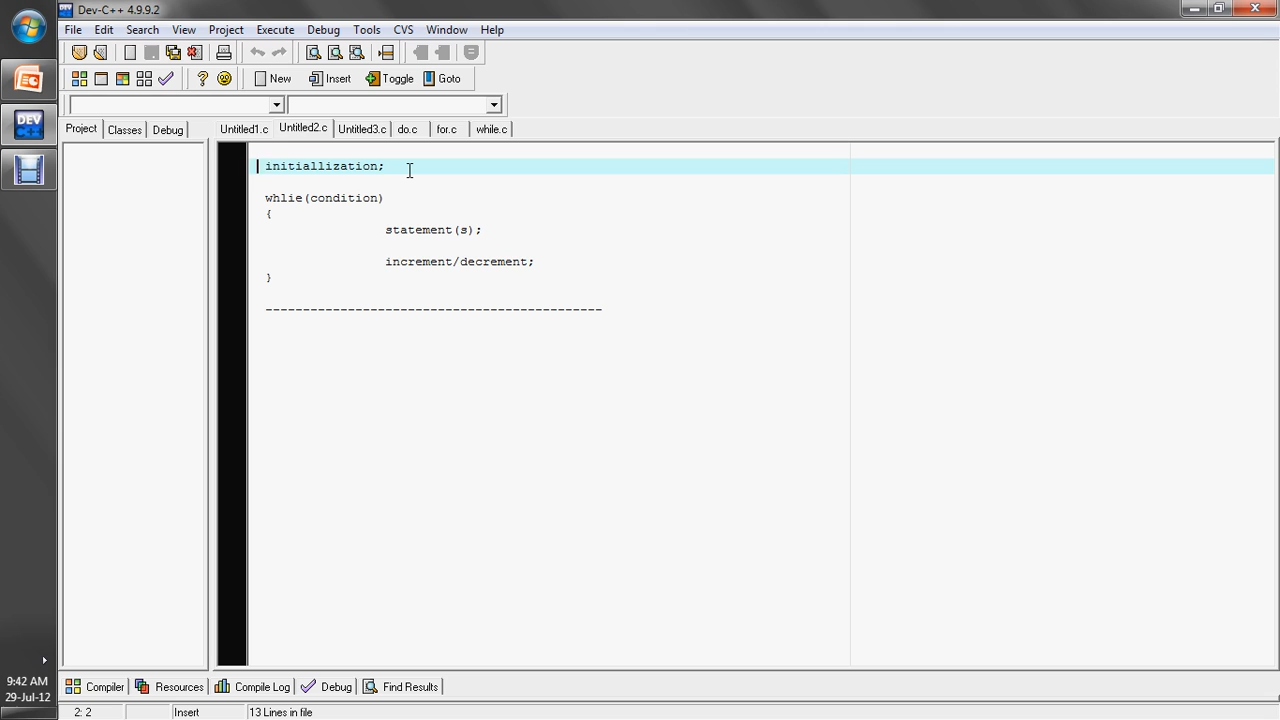 Dev-C++ 4.9.9.2
File Edit Search View Project Execute Debug Tools CVS Window Help
New Insert Toggle Goto
Project Classes Debug Untitled1.c Untitled2.c Untitled3.c do.c for.c while.c
initiallization;
whlie(condition)
{
statement(s);
increment/decrement;
}
---------------------------------------------
DEV
C++
9:42 AM
29-Jul-12
Compiler Resources Compile Log Debug Find Results
2: 2 Insert 13 Lines in file